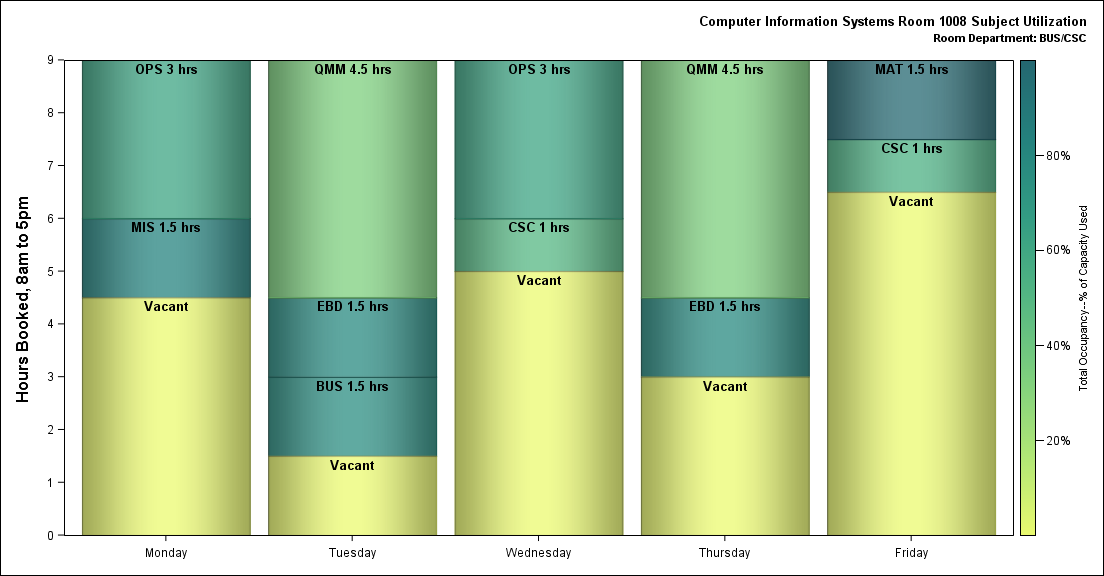 Computer Information Systems Room 1008 Subject Utilization
Room Department: BUS/CSC
Hours Booked, 8am to 5pm
9
8
7
6
5
4
3
2
1
0
OPS 3 hrs
MIS 1.5 hrs
Vacant
QMM 4.5 hrs
EBD 1.5 hrs
BUS 1.5 hrs
Vacant
OPS 3 hrs
CSC 1 hrs
Vacant
QMM 4.5 hrs
EBD 1.5 hrs
Vacant
MAT 1.5 hrs
CSC 1 hrs
Vacant
Monday
Tuesday
Wednesday
Thursday
Friday
80%
60%
40%
20%
Total Occupancy--% of Capacity Used